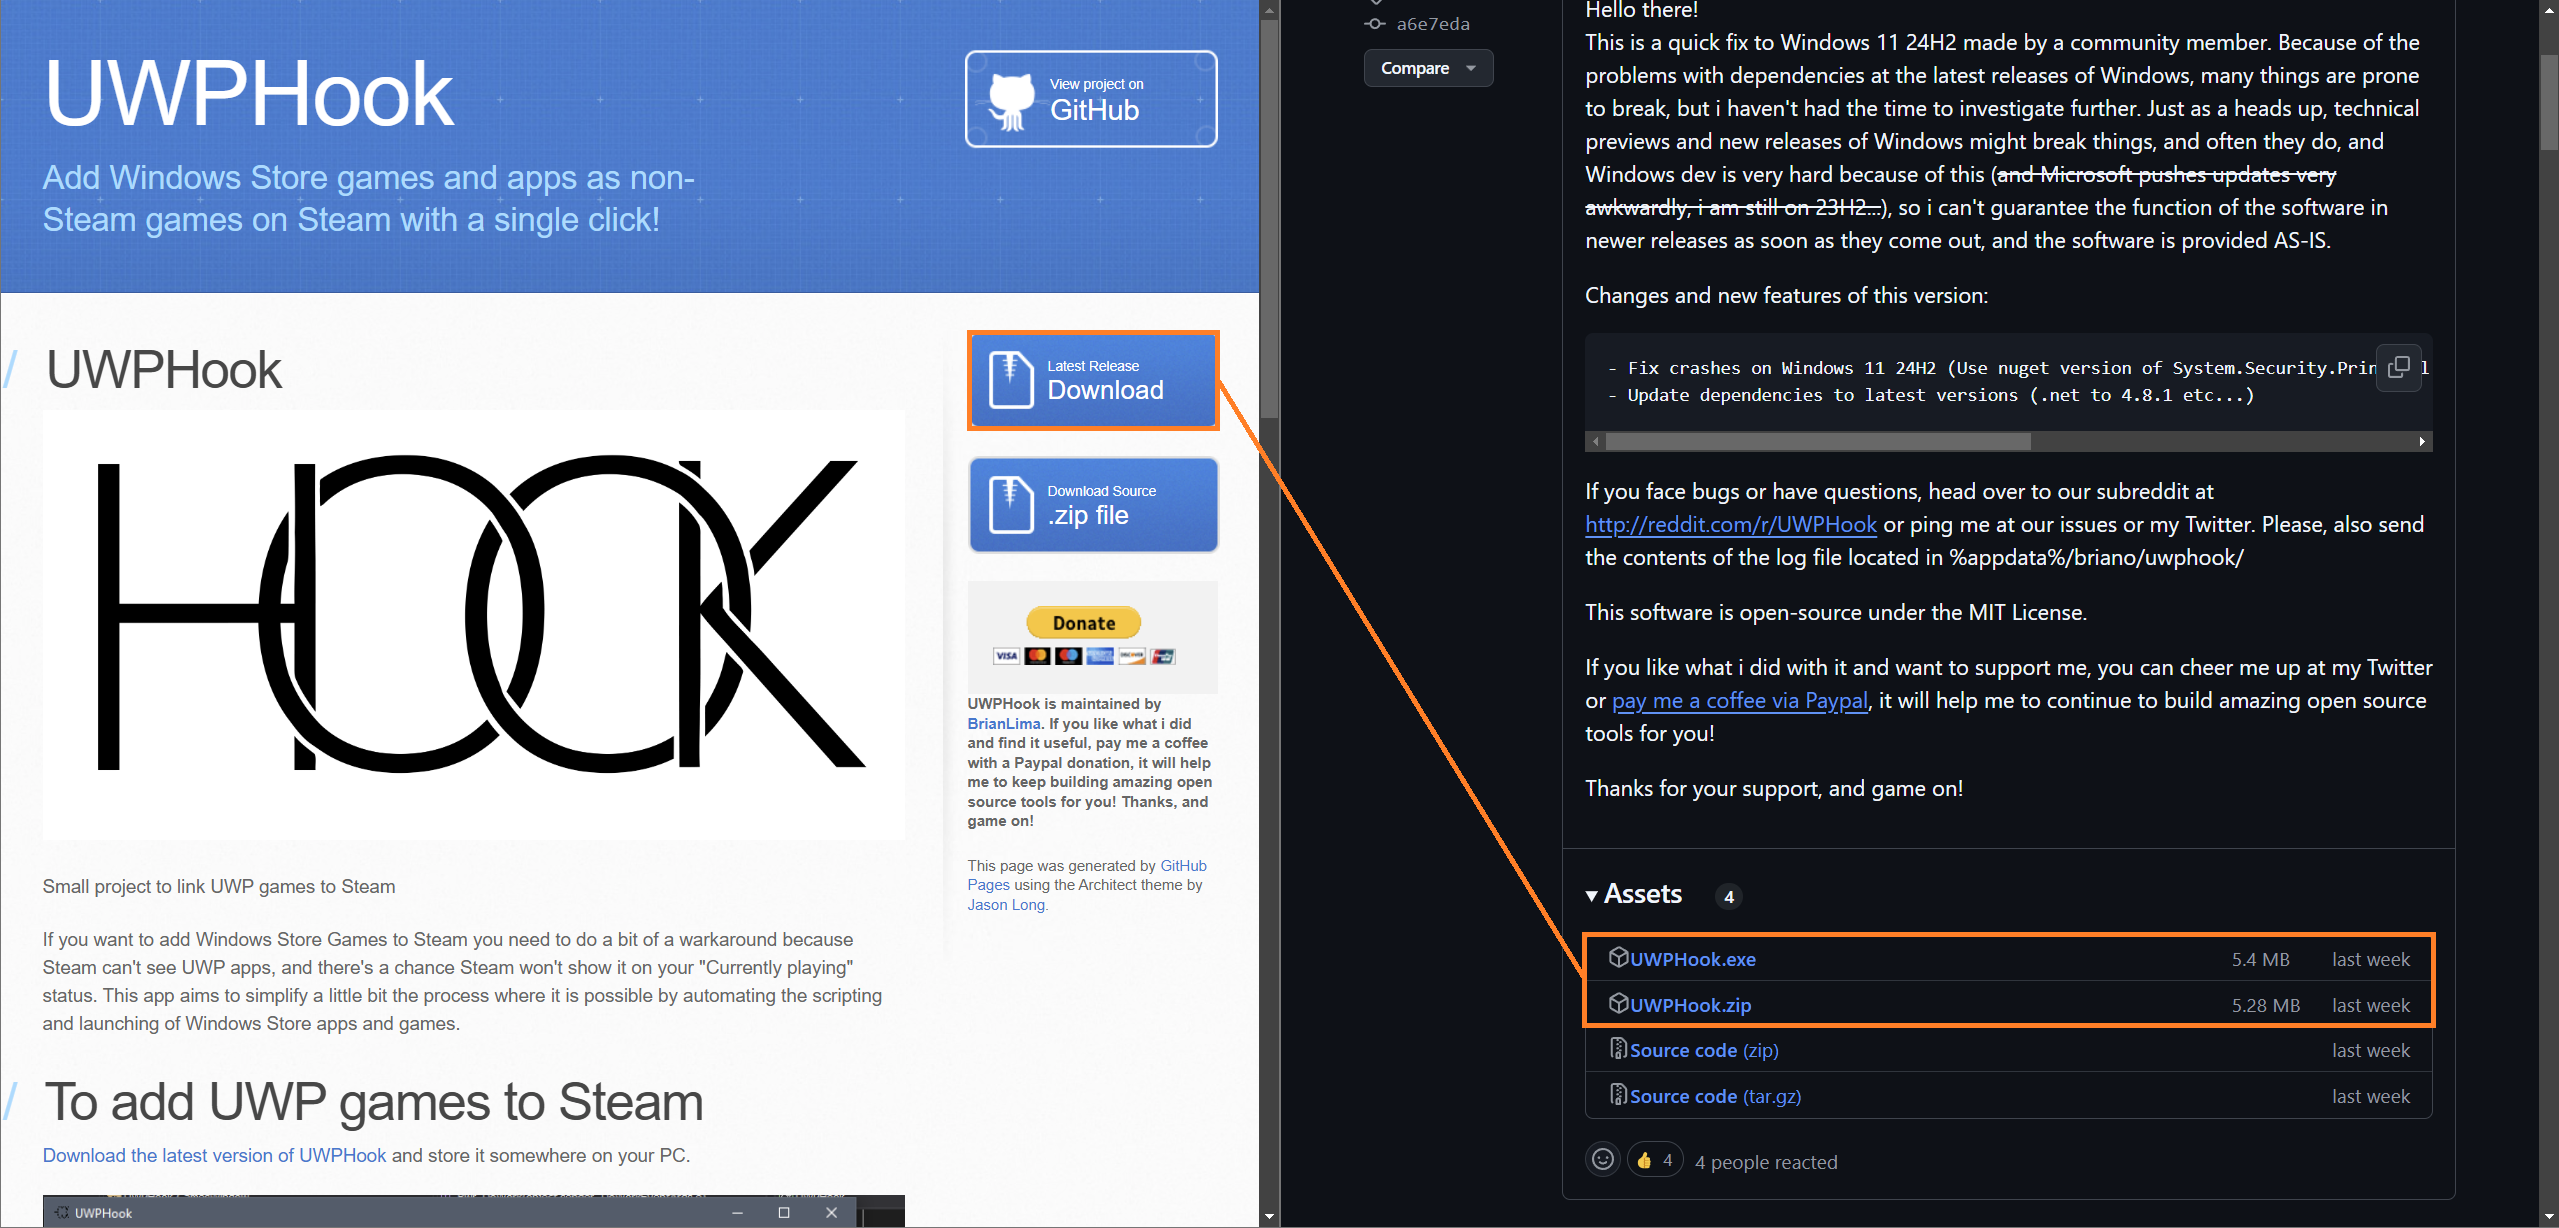 UWPHook
Add Windows Store games and apps as non-
Steam games on Steam with a single click!
View project on
GitHub
/ UWPHook
HOOK
Latest Release
Download
Download Source
.zip file
Donate
VISA
DISCOVER
UWPHook is maintained by
BrianLima. If you like what i did
and find it useful, pay me a coffee
with a Paypal donation, it will help
me to keep building amazing open
source tools for you! Thanks, and
game on!
This page was generated by GitHub
Pages using the Architect theme by
Jason Long.
Small project to link UWP games to Steam
If you want to add Windows Store Games to Steam you need to do a bit of a warkaround because
Steam can't see UWP apps, and there's a chance Steam won't show it on your "Currently playing"
status. This app aims to simplify a little bit the process where it is possible by automating the scripting
and launching of Windows Store apps and games.
/ To add UWP games to Steam
Download the latest version of UWPHook and store it somewhere on your PC.
UWPHook
a6e7eda
Compare
Hello there!
This is a quick fix to Windows 11 24H2 made by a community member. Because of the
problems with dependencies at the latest releases of Windows, many things are prone
to break, but i haven't had the time to investigate further. Just as a heads up, technical
previews and new releases of Windows might break things, and often they do, and
Windows dev is very hard because of this (and Microsoft pushes updates very
awkwardly, i am still on 23H2...), so i can't guarantee the function of the software in
newer releases as soon as they come out, and the software is provided AS-IS.
Changes and new features of this version:
- Fix crashes on Windows 11 24H2 (Use nuget version of System.Security.Prin
- Update dependencies to latest versions (.net to 4.8.1 etc...)
If you face bugs or have questions, head over to our subreddit at
http://reddit.com/r/UWPHook or ping me at our issues or my Twitter. Please, also send
the contents of the log file located in %appdata%/briano/uwphook/
This software is open-source under the MIT License.
If you like what i did with it and want to support me, you can cheer me up at my Twitter
or pay me a coffee via Paypal, it will help me to continue to build amazing open source
tools for you!
Thanks for your support, and game on!
Assets 4
UWPHook.exe 5.4 MB last week
UWPHook.zip 5.28 MB last week
Source code (zip) last week
Source code (tar.gz) last week
4 4 people reacted